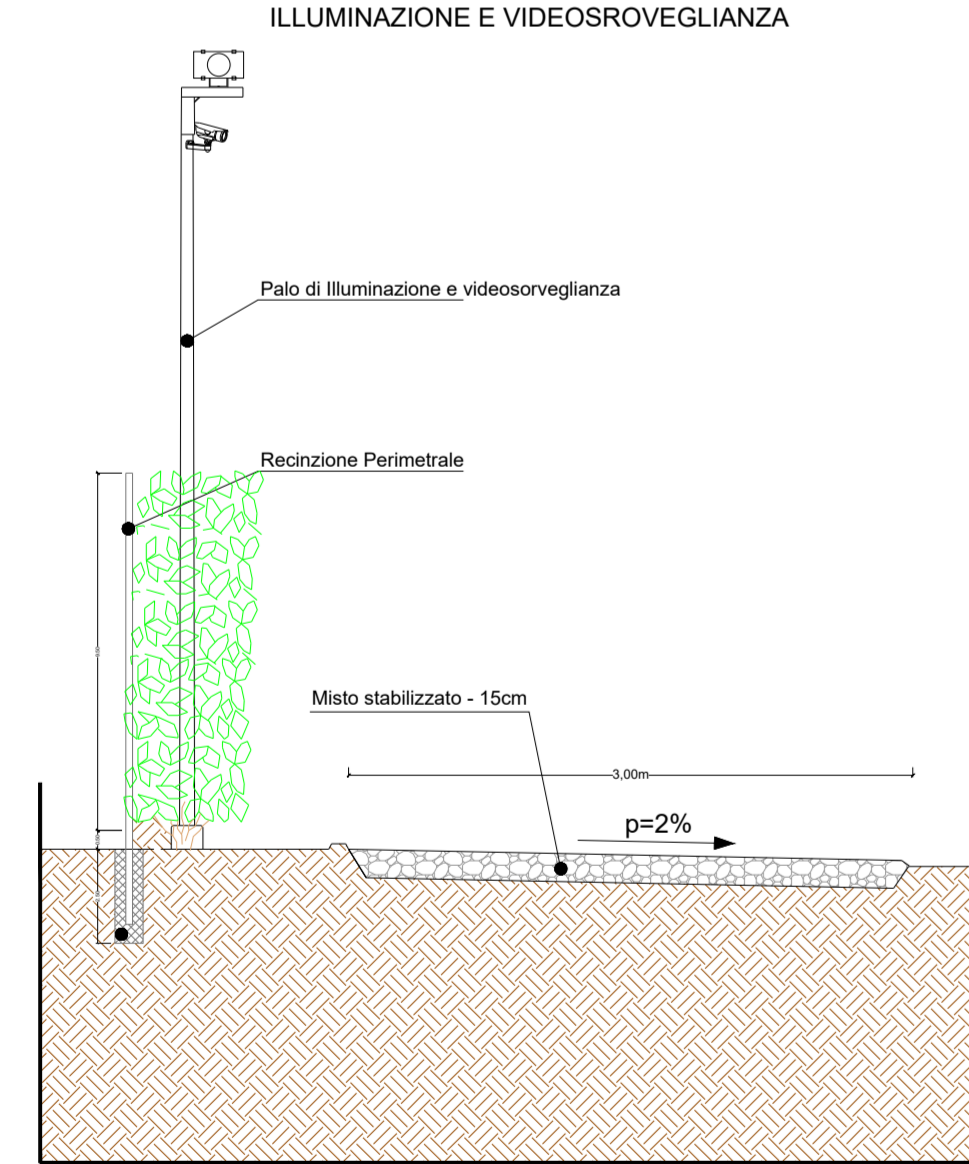 ILLUMINAZIONE E VIDEOSROVEGLIANZA
Palo di Illuminazione e videosorveglianza
Recinzione Perimetrale
Misto stabilizzato - 15cm
3,00m
p=2%